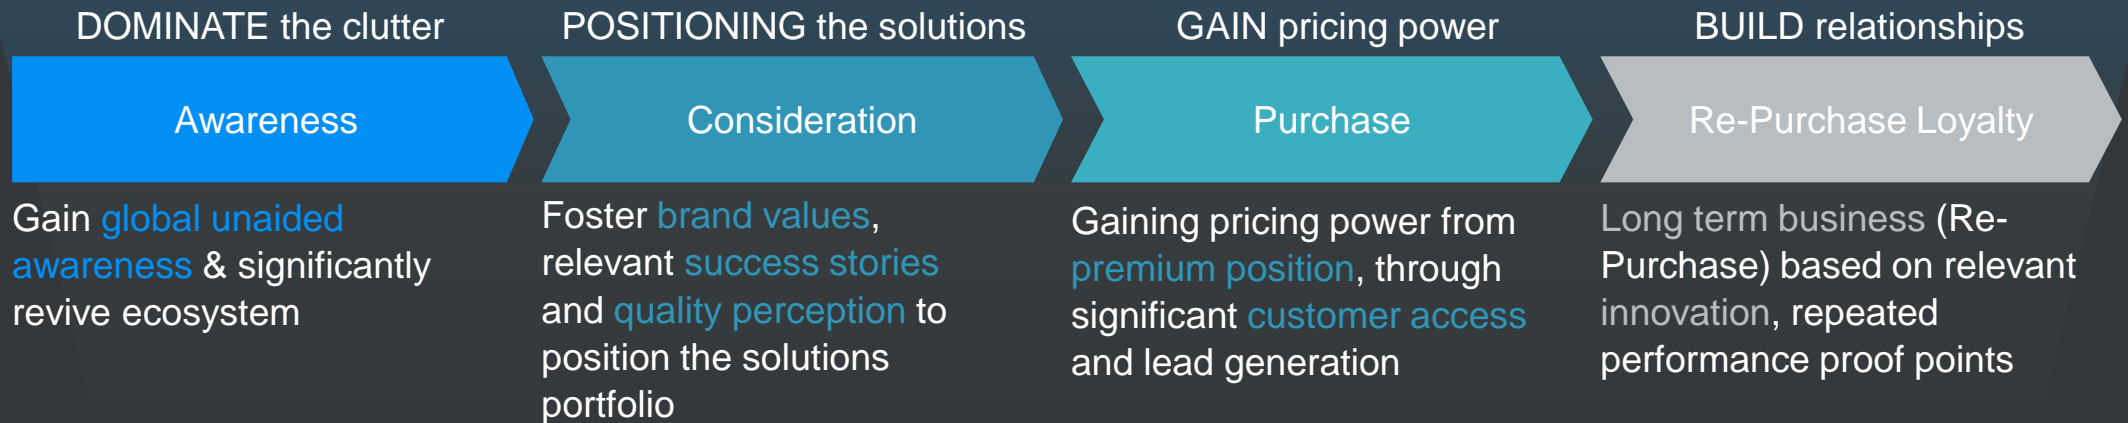 DOMINATE the clutter
Awareness
Gain global unaided
awareness & significantly
revive ecosystem
POSITIONING the solutions
Consideration
Foster brand values,
relevant success stories
and quality perception to
position the solutions
portfolio
GAIN pricing power
Purchase
Gaining pricing power from
premium position, through
significant customer access
and lead generation
BUILD relationships
Re-Purchase Loyalty
Long term business (Re-
Purchase) based on relevant
innovation, repeated
performance proof points